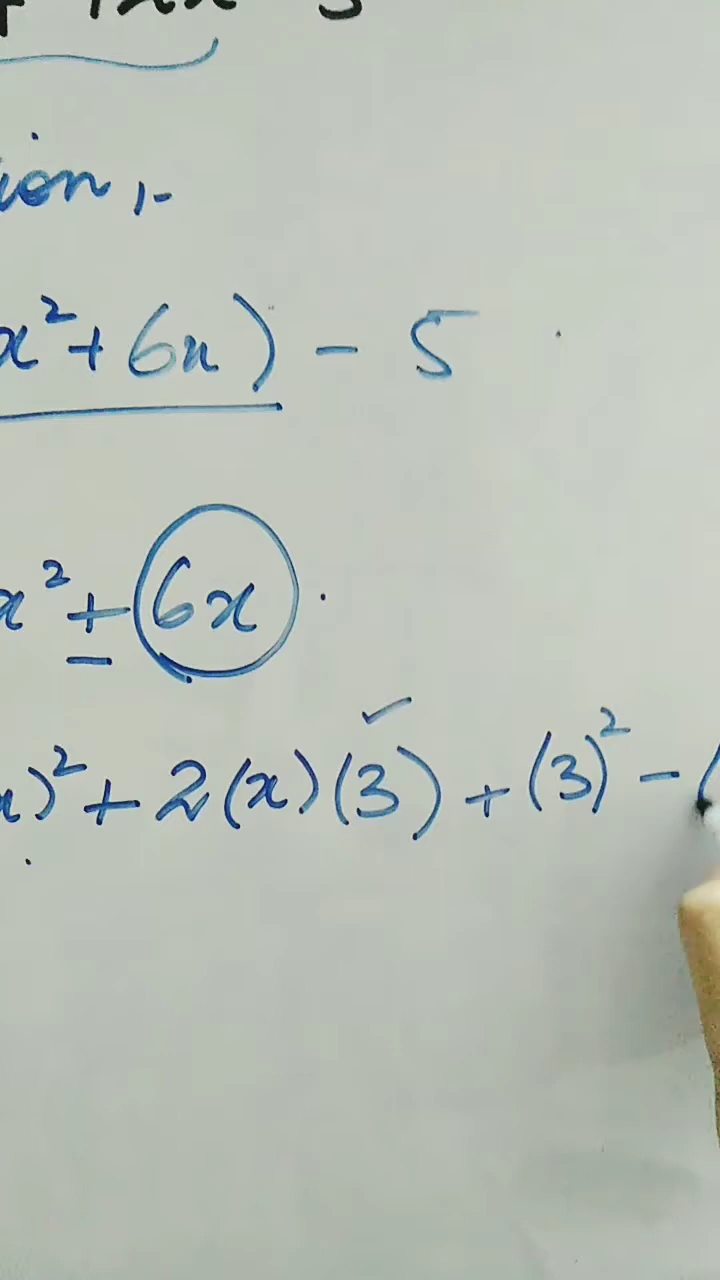 ion,-
x² + 6x) - 5
x² + 6x
x)² + 2(x)(3) + (3)² - (